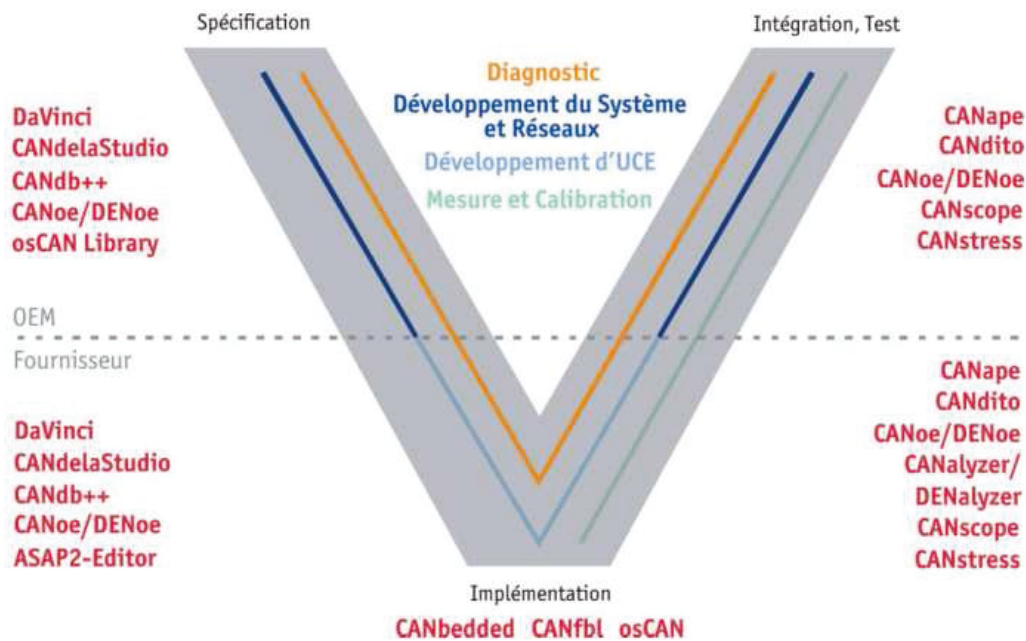 Spécification
Intégration, Test
Diagnostic
Développement du Système
et Réseaux
Développement d'UCE
Mesure et Calibration
DaVinci
CANdelaStudio
CANdb++
CANoe/DENoe
osCAN Library
CANape
CANdito
CANoe/DENoe
CANscope
CANstress
OEM
Fournisseur
DaVinci
CANdelaStudio
CANdb++
CANoe/DENoe
ASAP2-Editor
CANape
CANdito
CANoe/DENoe
CANalyzer/
DENalyzer
CANscope
CANstress
Implémentation
CANbedded CANfbl osCAN